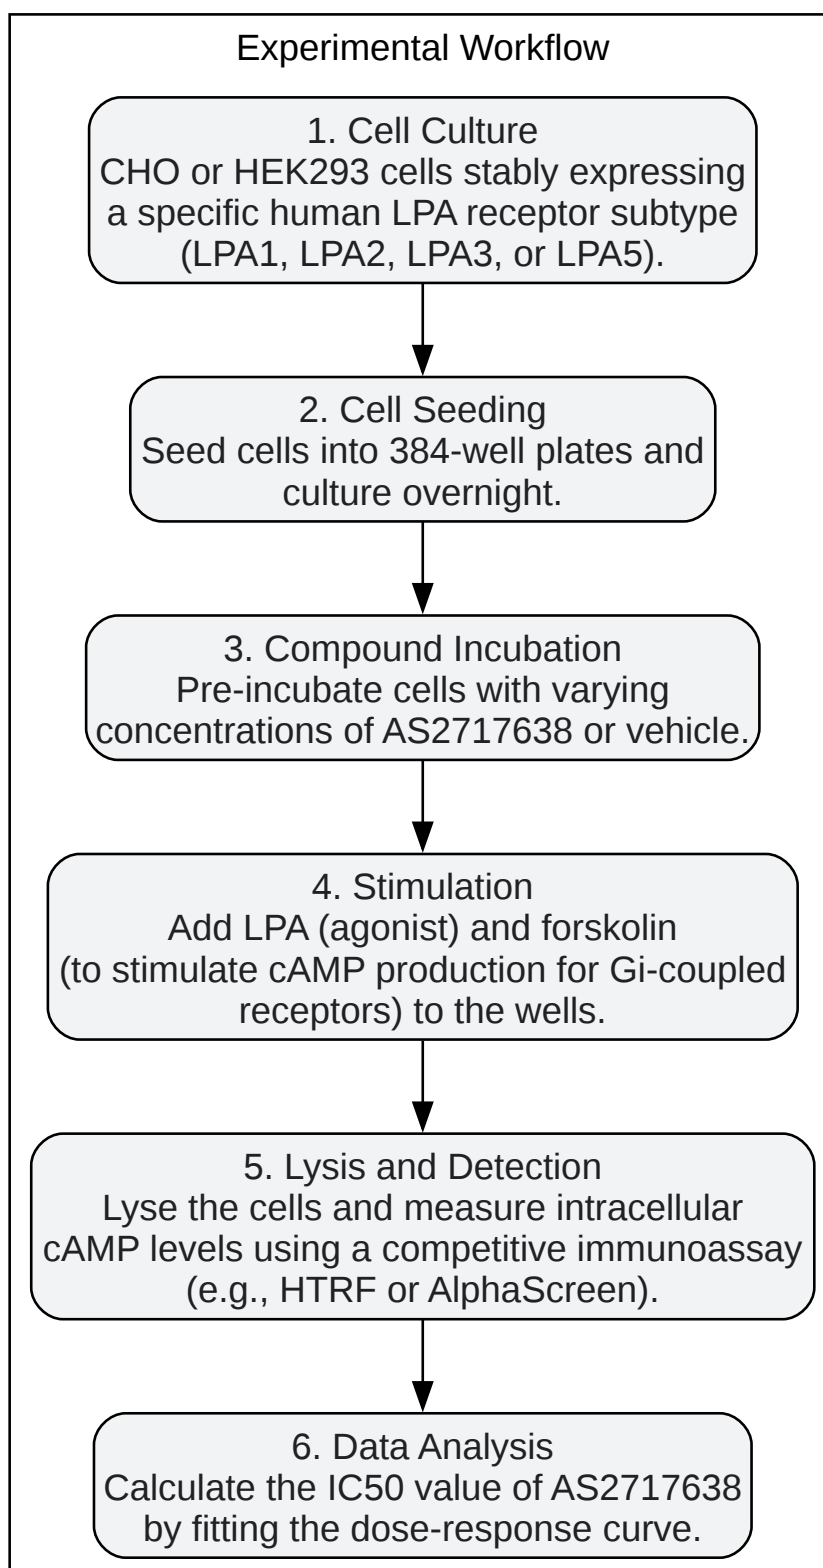 Experimental Workflow
1. Cell Culture
CHO or HEK293 cells stably expressing
a specific human LPA receptor subtype
(LPA1, LPA2, LPA3, or LPA5).
2. Cell Seeding
Seed cells into 384-well plates and
culture overnight.
3. Compound Incubation
Pre-incubate cells with varying
concentrations of AS2717638 or vehicle.
4. Stimulation
Add LPA (agonist) and forskolin
(to stimulate cAMP production for Gi-coupled
receptors) to the wells.
5. Lysis and Detection
Lyse the cells and measure intracellular
cAMP levels using a competitive immunoassay
(e.g., HTRF or AlphaScreen).
6. Data Analysis
Calculate the IC50 value of AS2717638
by fitting the dose-response curve.